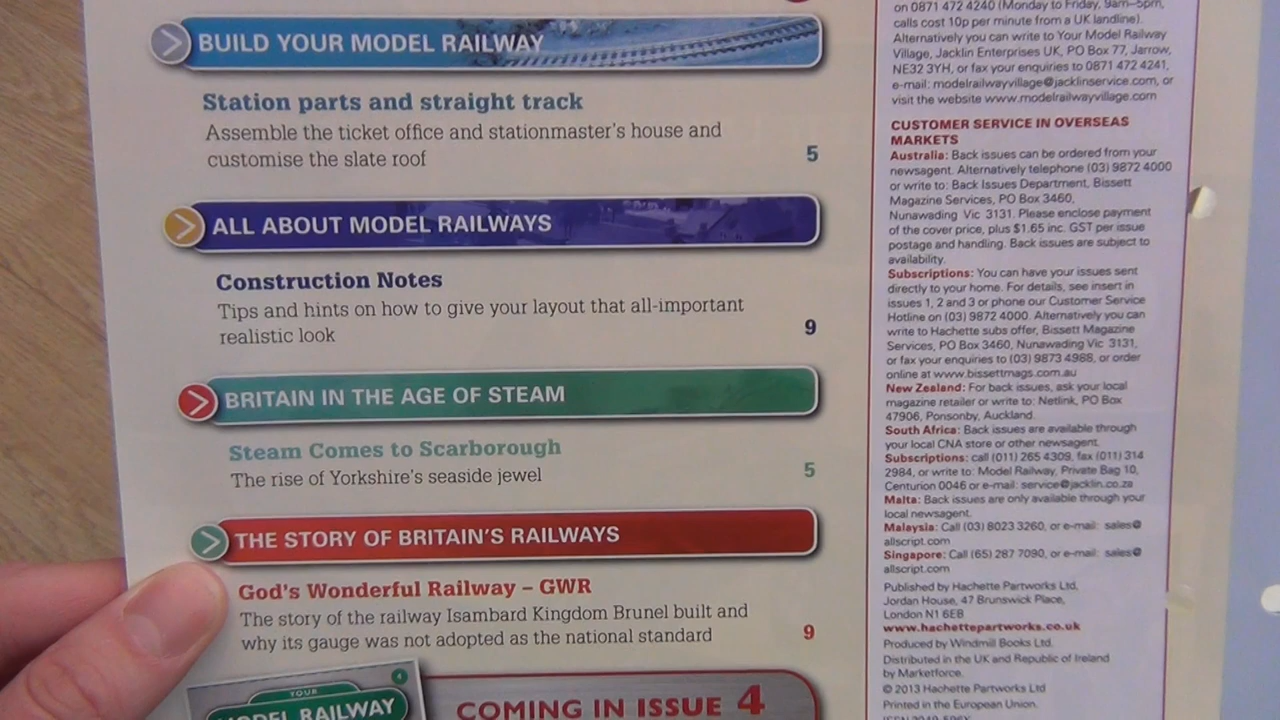 BUILD YOUR MODEL RAILWAY
Station parts and straight track
Assemble the ticket office and stationmaster's house and
customise the slate roof
5
ALL ABOUT MODEL RAILWAYS
Construction Notes
Tips and hints on how to give your layout that all-important
realistic look
9
BRITAIN IN THE AGE OF STEAM
Steam Comes to Scarborough
The rise of Yorkshire's seaside jewel
5
THE STORY OF BRITAIN'S RAILWAYS
God's Wonderful Railway – GWR
The story of the railway Isambard Kingdom Brunel built and
why its gauge was not adopted as the national standard
9
4
YOUR
MODEL RAILWAY
COMING IN ISSUE 4
on 0871 472 4240 (Monday to Friday, 9am–5pm,
calls cost 10p per minute from a UK landline).
Alternatively you can write to Your Model Railway
Village, Jacklin Enterprises UK, PO Box 77, Jarrow,
NE32 3YH, or fax your enquiries to 0871 472 4241,
e-mail: modelrailwayvillage@jacklinservice.com, or
visit the website www.modelrailwayvillage.com
CUSTOMER SERVICE IN OVERSEAS
MARKETS
Australia: Back issues can be ordered from your
newsagent. Alternatively telephone (03) 9872 4000
or write to: Back Issues Department, Bissett
Magazine Services, PO Box 3460,
Nunawading Vic 3131. Please enclose payment
of the cover price, plus $1.65 inc. GST per issue
postage and handling. Back issues are subject to
availability.
Subscriptions: You can have your issues sent
directly to your home. For details, see insert in
issues 1, 2 and 3 or phone our Customer Service
Hotline on (03) 9872 4000. Alternatively you can
write to Hachette subs offer, Bissett Magazine
Services, PO Box 3460, Nunawading Vic 3131,
or fax your enquiries to (03) 9873 4988, or order
online at www.bissettmags.com.au
New Zealand: For back issues, ask your local
magazine retailer or write to: Netlink, PO Box
47906, Ponsonby, Auckland.
South Africa: Back issues are available through
your local CNA store or other newsagent.
Subscriptions: call (011) 265 4309, fax (011) 314
2984, or write to: Model Railway, Private Bag 10,
Centurion 0046 or e-mail: service@jacklin.co.za
Malta: Back issues are only available through your
local newsagent.
Malaysia: Call (03) 8023 3260, or e-mail: sales@
allscript.com
Singapore: Call (65) 287 7090, or e-mail: sales@
allscript.com
Published by Hachette Partworks Ltd,
Jordan House, 47 Brunswick Place,
London N1 6EB
www.hachettepartworks.co.uk
Produced by Windmill Books Ltd.
Distributed in the UK and Republic of Ireland
by Marketforce.
© 2013 Hachette Partworks Ltd
Printed in the European Union.